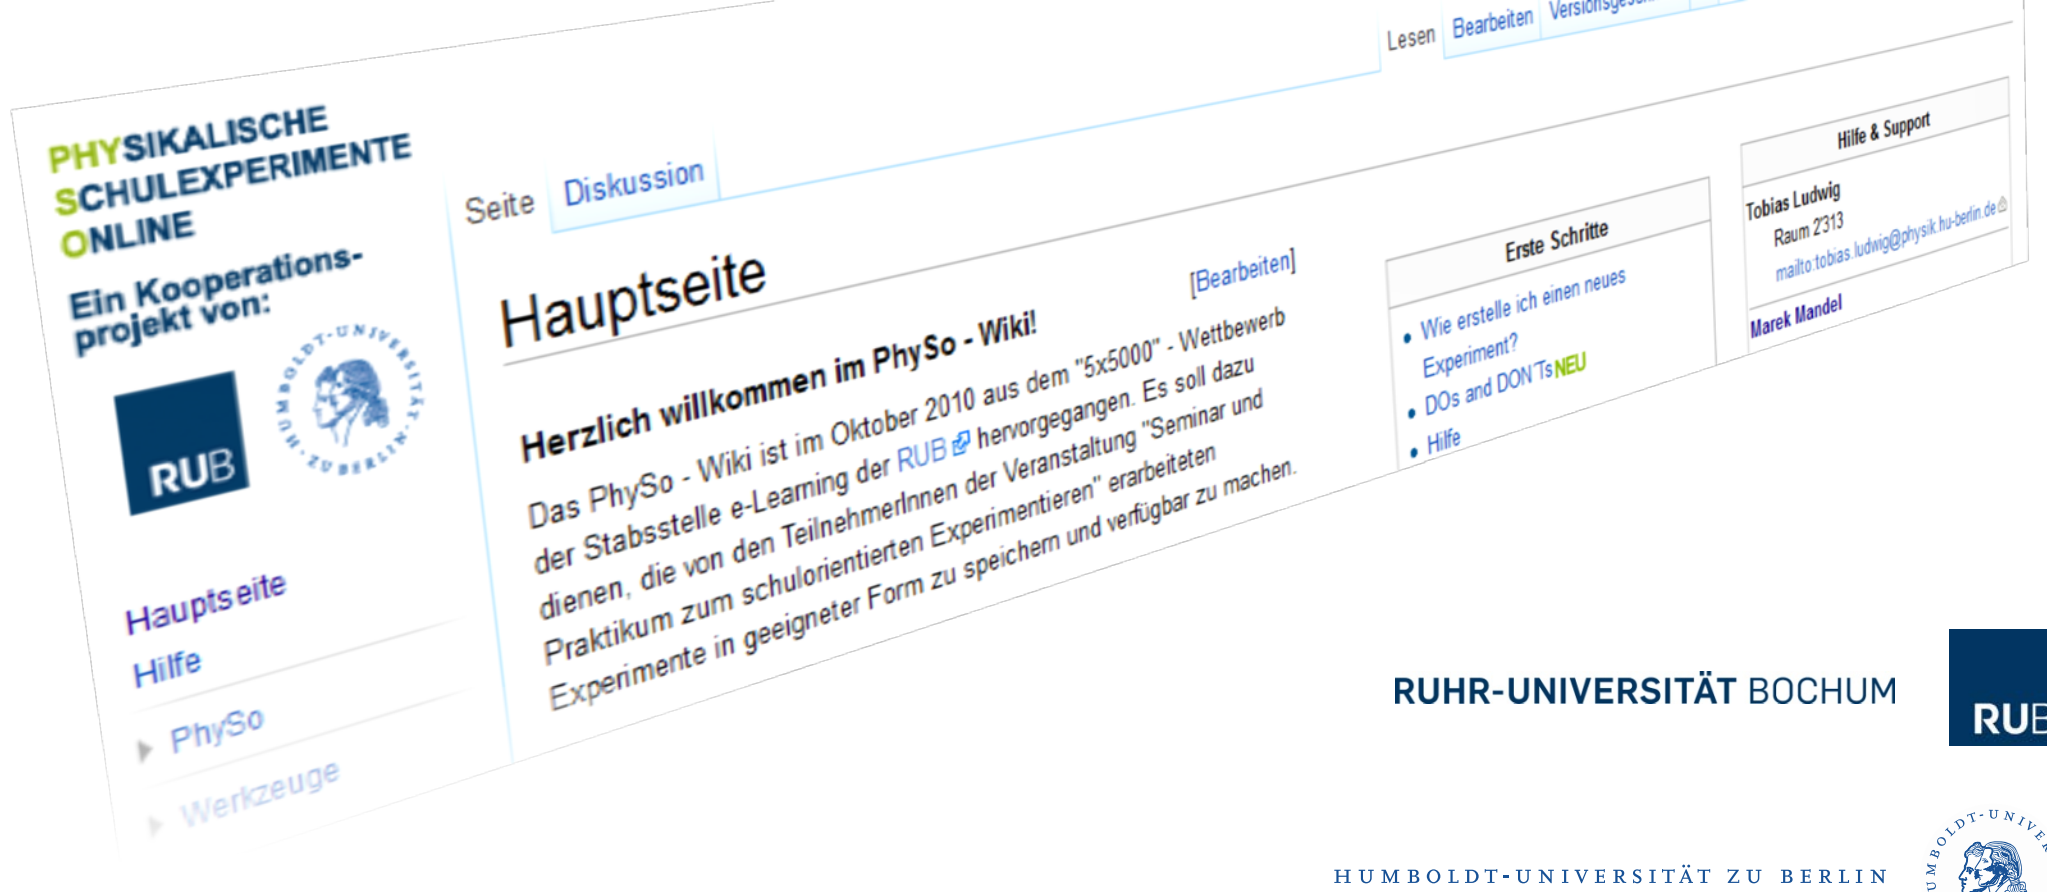 PHYSIKALISCHE
SCHULEXPERIMENTE
ONLINE
Ein Kooperations-
projekt von:
RUB
HUMBOLDT-UNIVERSITÄT · ZU BERLIN ·
Hauptseite
Hilfe
PhySo
Werkzeuge
Seite
Diskussion
Lesen
Bearbeiten
Hauptseite
Herzlich willkommen im PhySo - Wiki!
[Bearbeiten]
Das PhySo - Wiki ist im Oktober 2010 aus dem "5x5000" - Wettbewerb
der Stabsstelle e-Learning der RUB hervorgegangen. Es soll dazu
dienen, die von den TeilnehmerInnen der Veranstaltung "Seminar und
Praktikum zum schulorientierten Experimentieren" erarbeiteten
Experimente in geeigneter Form zu speichern und verfügbar zu machen.
Erste Schritte
Wie erstelle ich einen neues
Experiment?
DOs and DON'Ts NEU
Hilfe
Hilfe & Support
Tobias Ludwig
Raum 2'313
mailto:tobias.ludwig@physik.hu-berlin.de
Marek Mandel
RUHR-UNIVERSITÄT BOCHUM
RUB
HUMBOLDT-UNIVERSITÄT ZU BERLIN